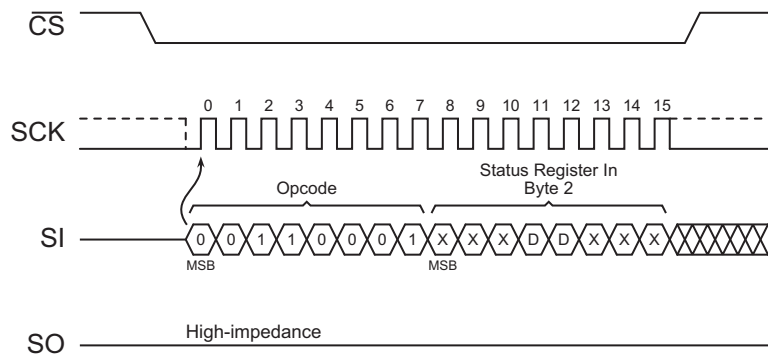 CS
0 1 2 3 4 5 6 7 8 9 10 11 12 13 14 15
SCK
Status Register In
Opcode Byte 2
SI 0 0 1 1 0 0 0 1 X X X D D X X X
MSB MSB
High-impedance
SO